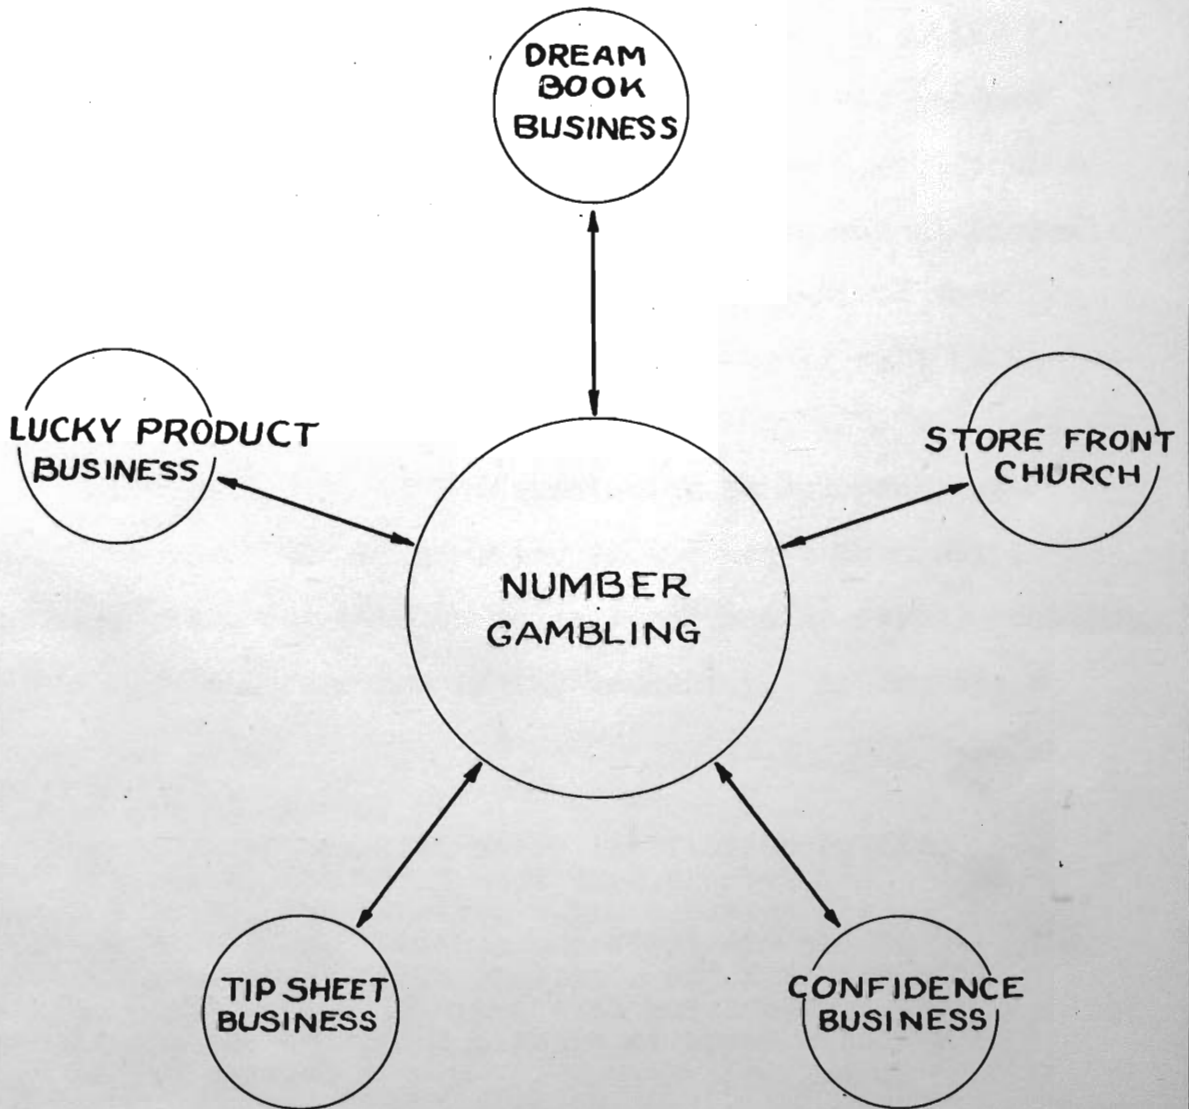 DREAM
BOOK
BUSINESS
LUCKY PRODUCT
BUSINESS
STORE FRONT
CHURCH
NUMBER
GAMBLING
TIP SHEET
BUSINESS
CONFIDENCE
BUSINESS